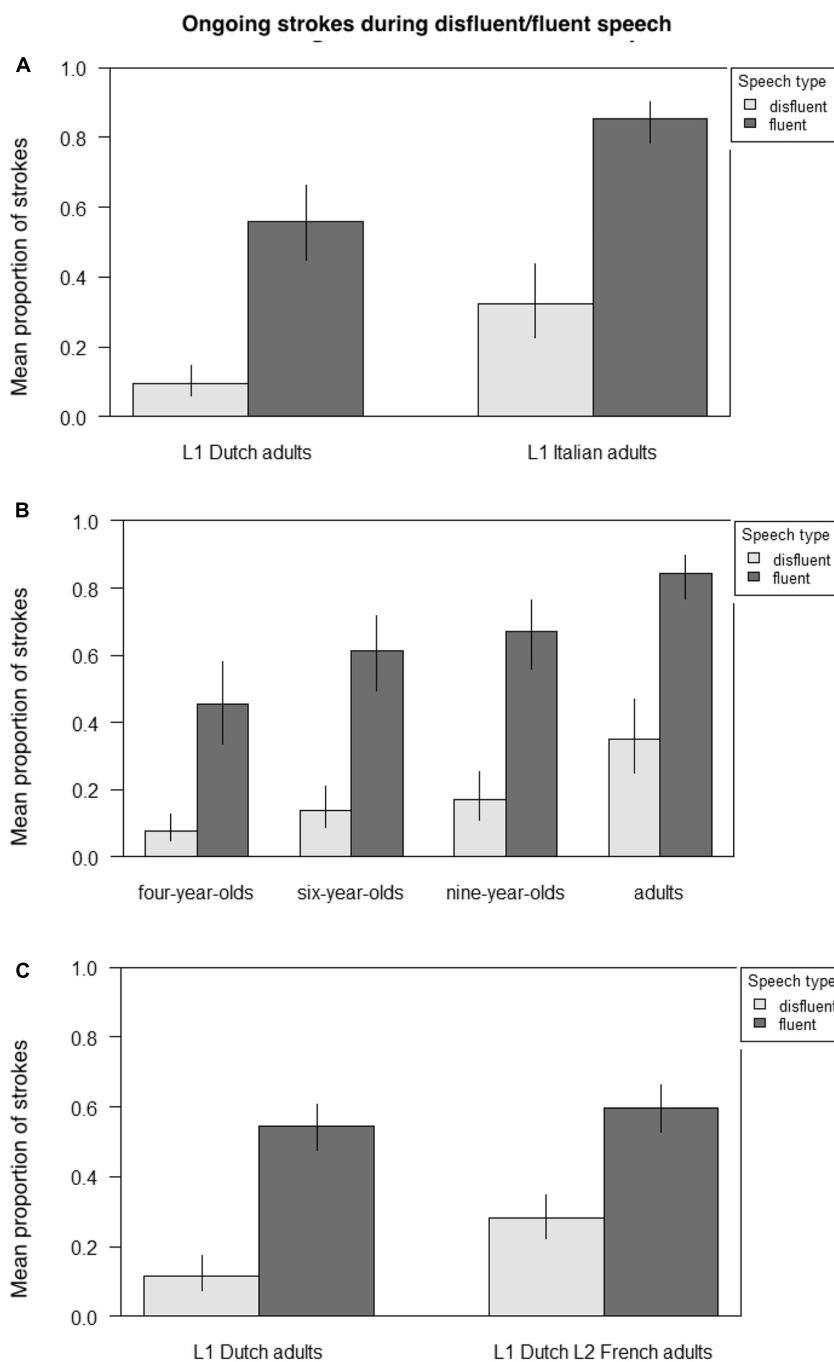 Ongoing strokes during disfluent/fluent speech
A
Mean proportion of strokes
1.0
0.8
0.6
0.4
0.2
0.0
L1 Dutch adults
L1 Italian adults
Speech type
disfluent
fluent
B
Mean proportion of strokes
1.0
0.8
0.6
0.4
0.2
0.0
four-year-olds
six-year-olds
nine-year-olds
adults
Speech type
disfluent
fluent
C
Mean proportion of strokes
1.0
0.8
0.6
0.4
0.2
0.0
L1 Dutch adults
L1 Dutch L2 French adults
Speech type
disfluent
fluent